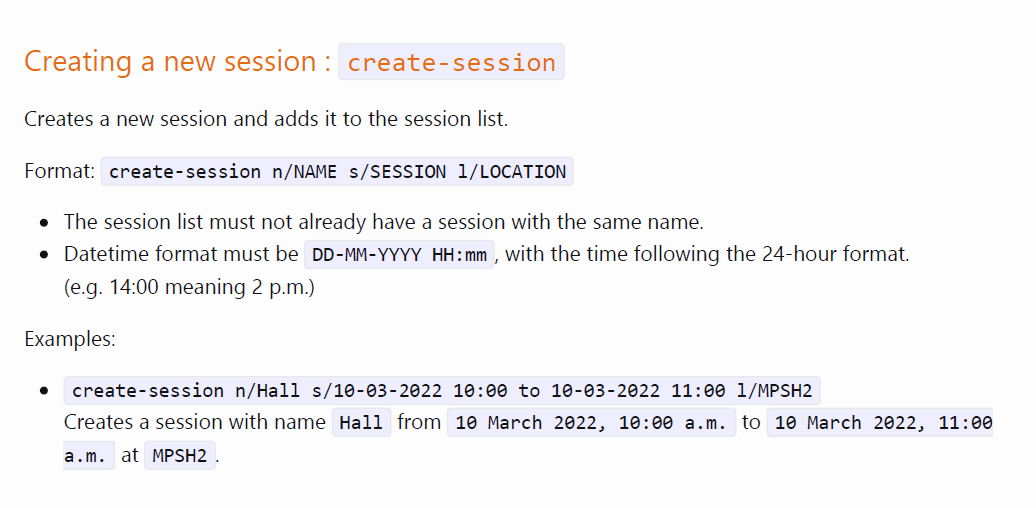 Creating a new session : create-session
Creates a new session and adds it to the session list.
Format: create-session n/NAME s/SESSION l/LOCATION
The session list must not already have a session with the same name.
Datetime format must be DD-MM-YYYY HH:mm, with the time following the 24-hour format.
(e.g. 14:00 meaning 2 p.m.)
Examples:
create-session n/Hall s/10-03-2022 10:00 to 10-03-2022 11:00 l/MPSH2
Creates a session with name Hall from 10 March 2022, 10:00 a.m. to 10 March 2022, 11:00
a.m. at MPSH2.